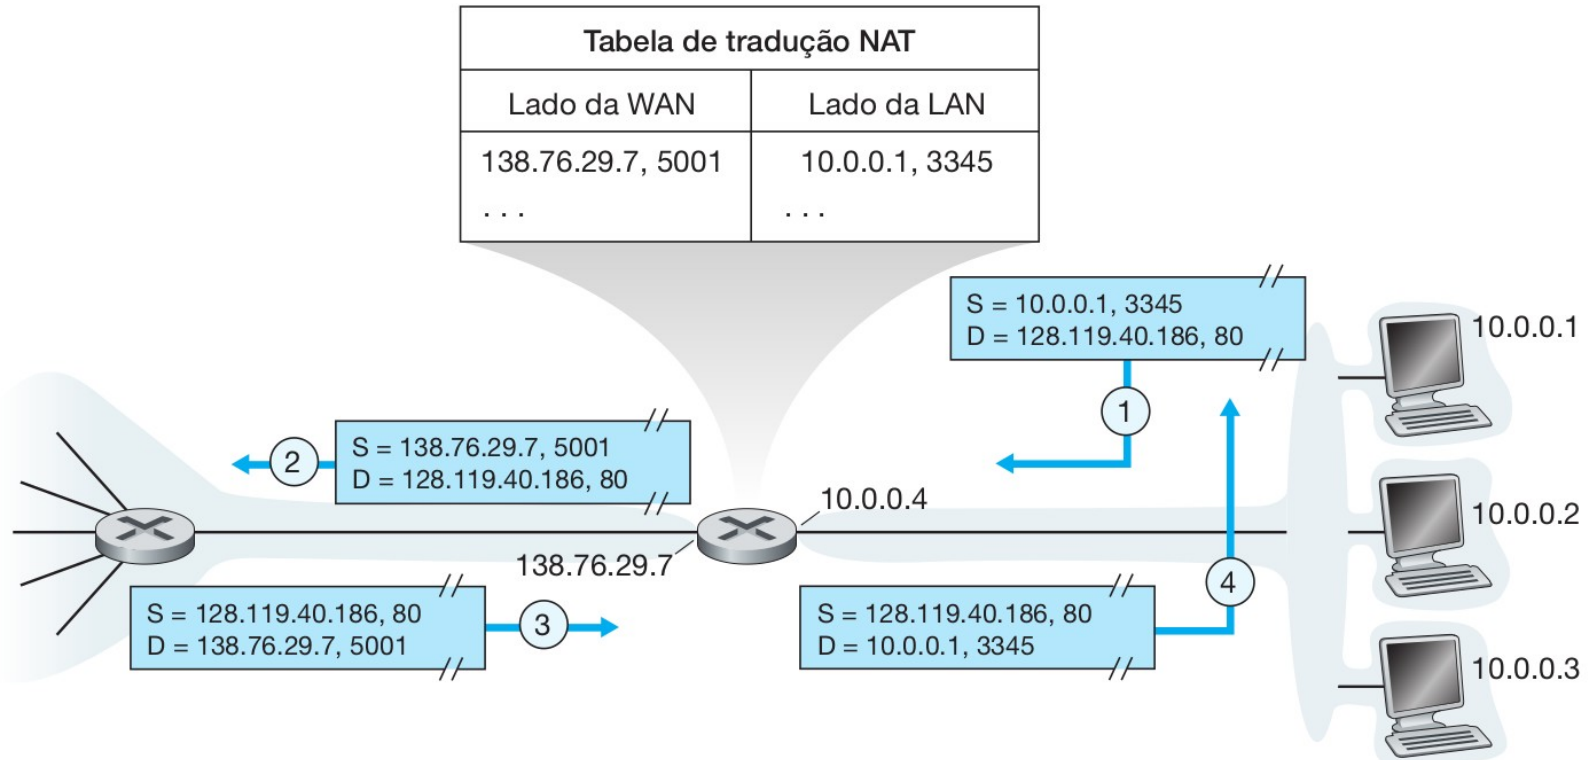 Tabela de tradução NAT
Lado da WAN
Lado da LAN
138.76.29.7, 5001
10.0.0.1, 3345
. . .
. . .
S = 10.0.0.1, 3345
D = 128.119.40.186, 80
10.0.0.1
1
S = 138.76.29.7, 5001
D = 128.119.40.186, 80
2
10.0.0.4
10.0.0.2
138.76.29.7
S = 128.119.40.186, 80
D = 138.76.29.7, 5001
3
S = 128.119.40.186, 80
D = 10.0.0.1, 3345
4
10.0.0.3